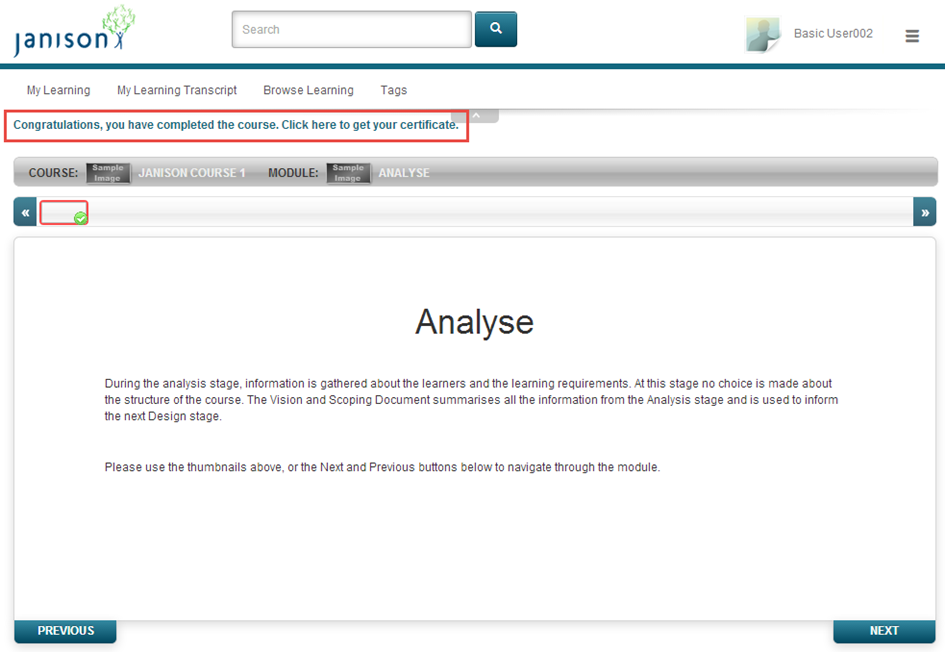 janison
Search
Basic User002
My Learning
My Learning Transcript
Browse Learning
Tags
Congratulations, you have completed the course. Click here to get your certificate.
COURSE: Sample Image JANISON COURSE 1 MODULE: Sample Image ANALYSE
«
»
Analyse
During the analysis stage, information is gathered about the learners and the learning requirements. At this stage no choice is made about
the structure of the course. The Vision and Scoping Document summarises all the information from the Analysis stage and is used to inform
the next Design stage.
Please use the thumbnails above, or the Next and Previous buttons below to navigate through the module.
PREVIOUS
NEXT